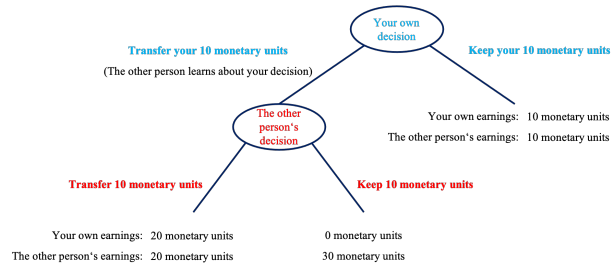 Your own
decision
Transfer your 10 monetary units
Keep your 10 monetary units
(The other person learns about your decision)
The other
person‘s
decision
Your own earnings: 10 monetary units
The other person's earnings: 10 monetary units
Transfer 10 monetary units
Keep 10 monetary units
Your own earnings: 20 monetary units 0 monetary units
The other person's earnings: 20 monetary units 30 monetary units